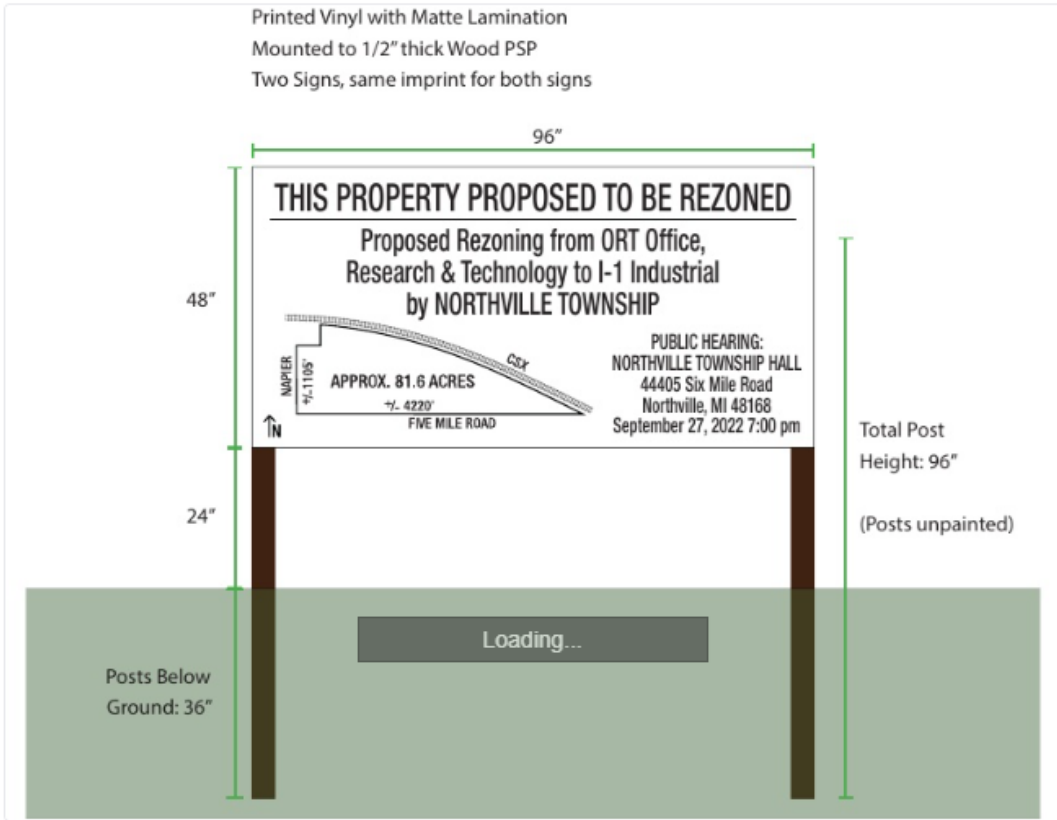 Printed Vinyl with Matte Lamination
Mounted to 1/2” thick Wood PSP
Two Signs, same imprint for both signs
96”
THIS PROPERTY PROPOSED TO BE REZONED
Proposed Rezoning from ORT Office,
Research & Technology to I-1 Industrial
by NORTHVILLE TOWNSHIP
48”
NAPIER
+/-1105'
CSX
APPROX. 81.6 ACRES
+/- 4220'
FIVE MILE ROAD
N
PUBLIC HEARING:
NORTHVILLE TOWNSHIP HALL
44405 Six Mile Road
Northville, MI 48168
September 27, 2022 7:00 pm
Total Post
Height: 96”
(Posts unpainted)
24”
Loading...
Posts Below
Ground: 36”